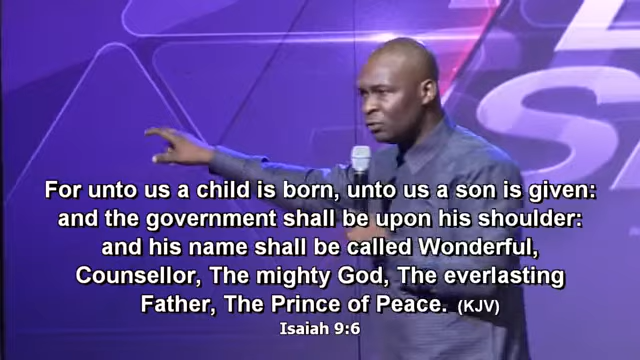 For unto us a child is born, unto us a son is given:
and the government shall be upon his shoulder:
and his name shall be called Wonderful,
Counsellor, The mighty God, The everlasting
Father, The Prince of Peace. (KJV)
Isaiah 9:6